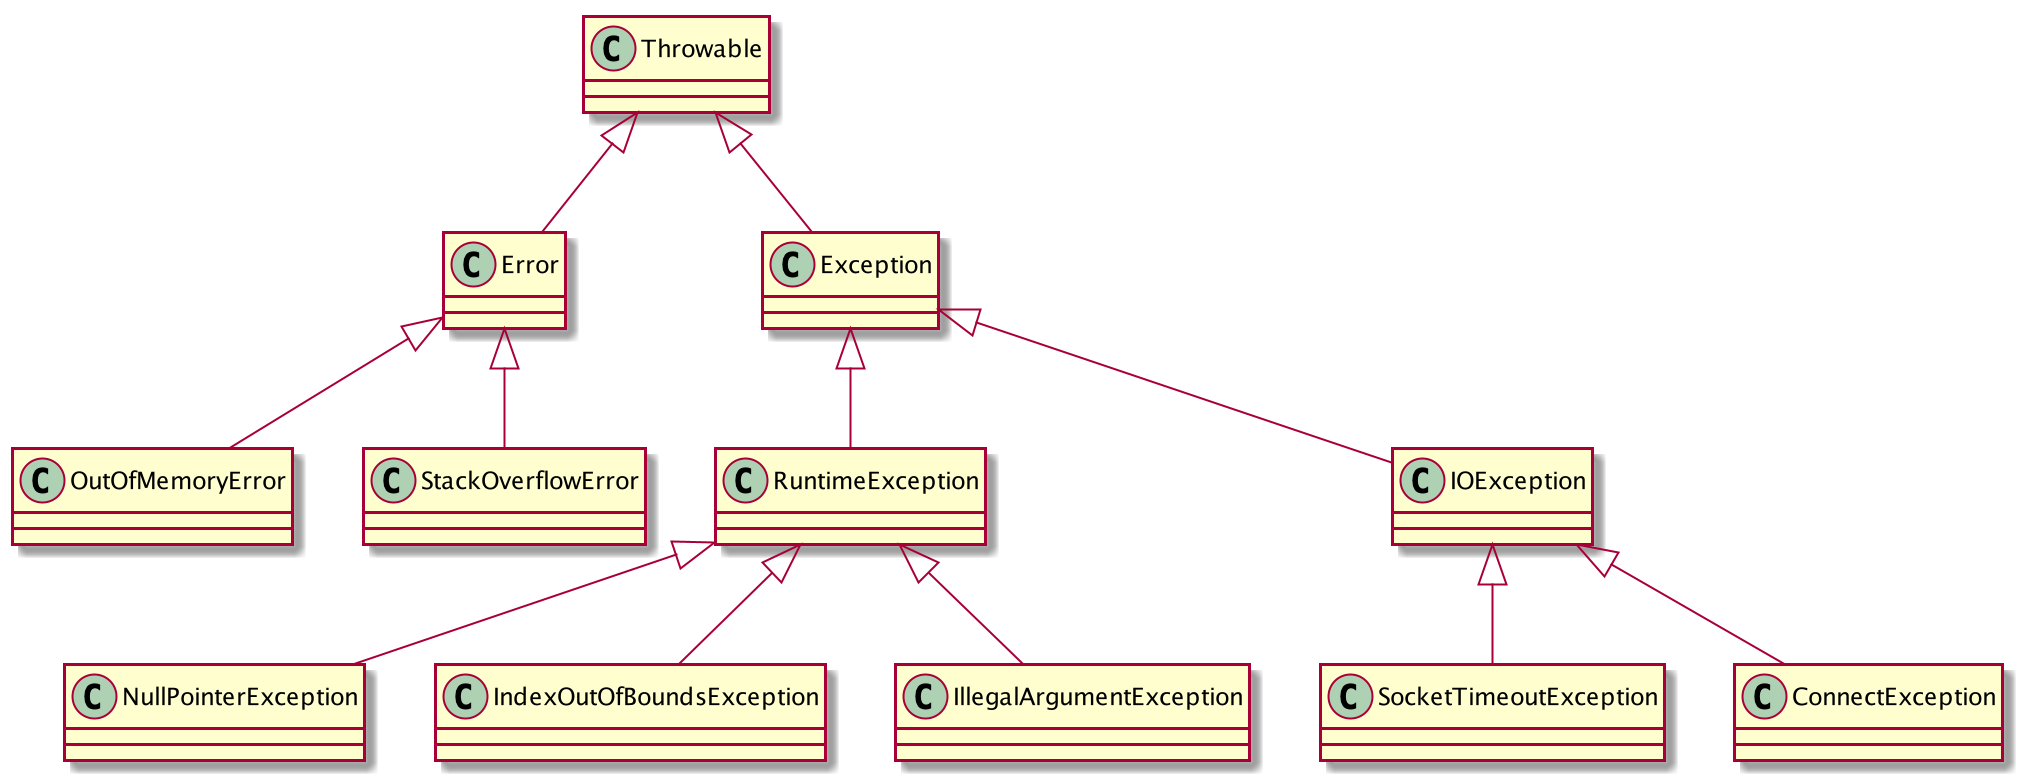 C Throwable
C Error
C Exception
C OutOfMemoryError
C StackOverflowError
C RuntimeException
C IOException
C NullPointerException
C IndexOutOfBoundsException
C IllegalArgumentException
C SocketTimeoutException
C ConnectException